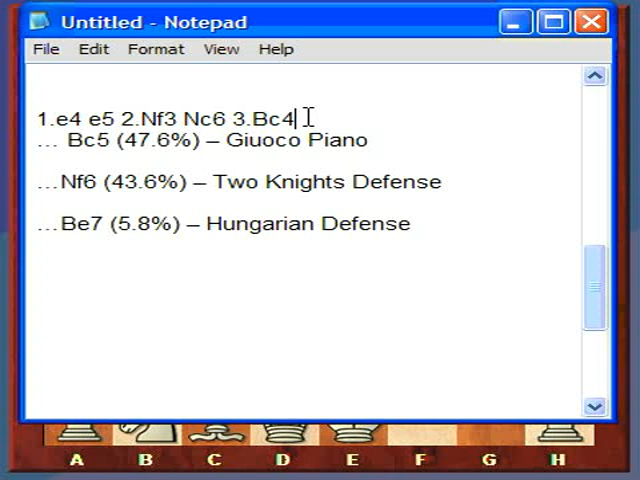 Untitled - Notepad
File Edit Format View Help
1.e4 e5 2.Nf3 Nc6 3.Bc4
... Bc5 (47.6%) – Giuoco Piano
...Nf6 (43.6%) – Two Knights Defense
...Be7 (5.8%) – Hungarian Defense
A B C D E F G H